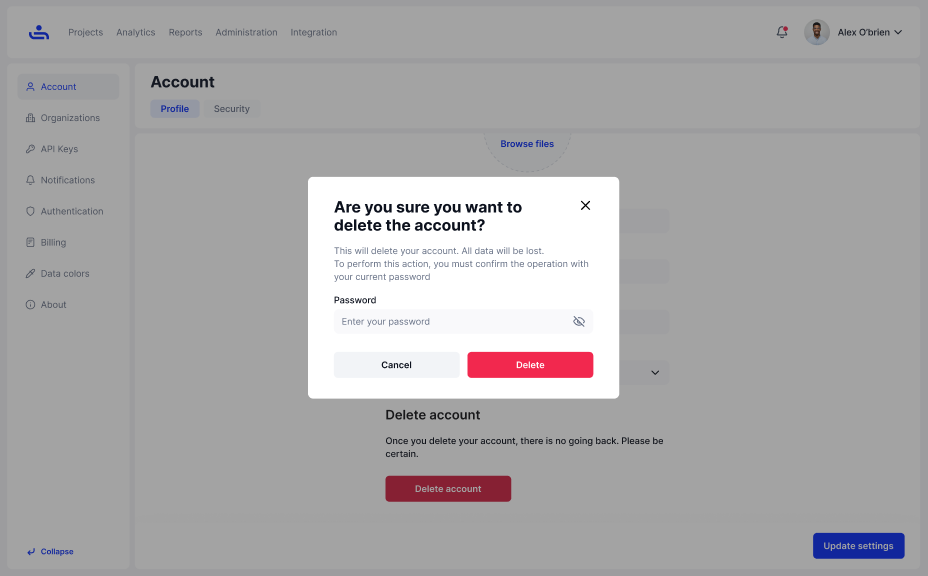 Projects
Analytics
Reports
Administration
Integration
Alex O'brien
Account
Organizations
API Keys
Notifications
Authentication
Billing
Data colors
About
Collapse
Account
Profile
Security
Browse files
Are you sure you want to
delete the account?
This will delete your account. All data will be lost.
To perform this action, you must confirm the operation with
your current password
Password
Enter your password
Cancel
Delete
Delete account
Once you delete your account, there is no going back. Please be
certain.
Delete account
Update settings